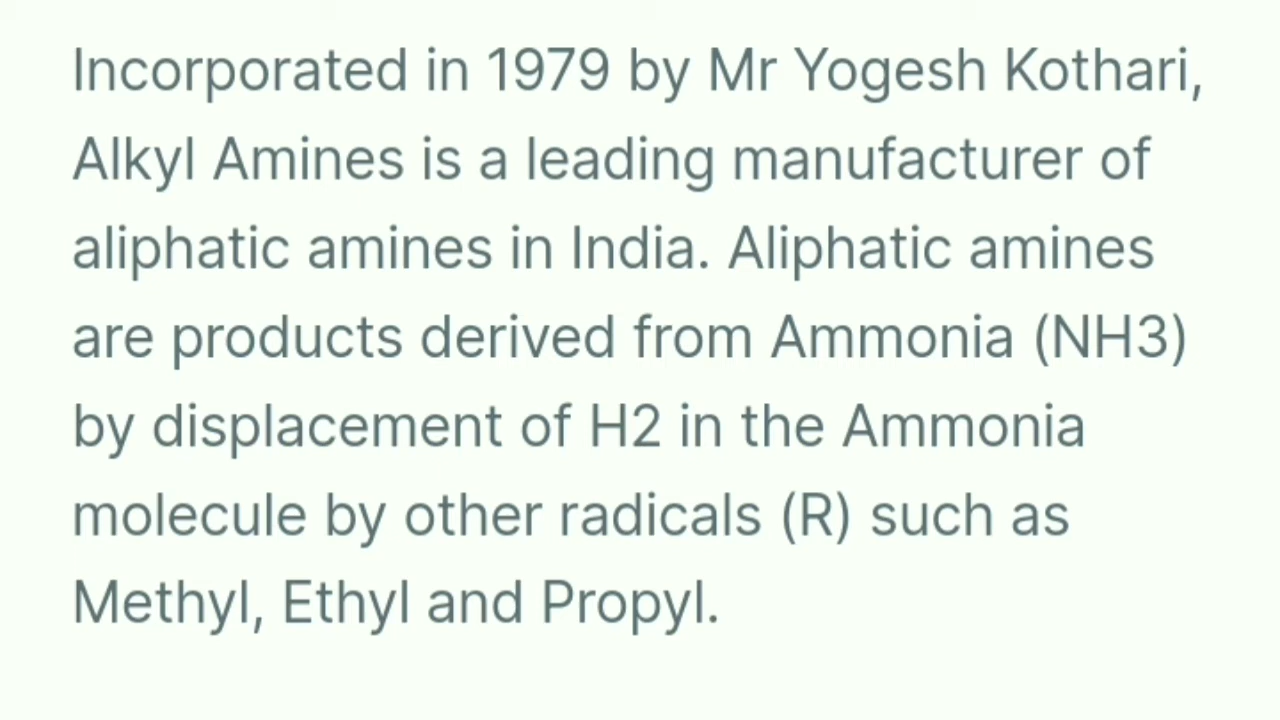 Incorporated in 1979 by Mr Yogesh Kothari,
Alkyl Amines is a leading manufacturer of
aliphatic amines in India. Aliphatic amines
are products derived from Ammonia (NH3)
by displacement of H2 in the Ammonia
molecule by other radicals (R) such as
Methyl, Ethyl and Propyl.